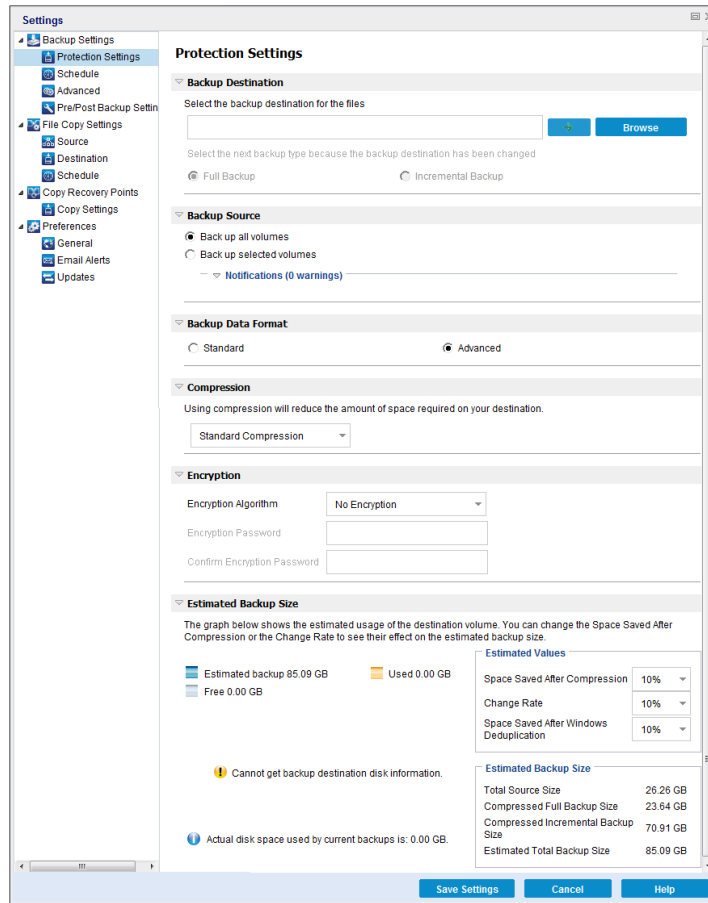 Settings
Backup Settings
Protection Settings
Schedule
Advanced
Pre/Post Backup Settin
File Copy Settings
Source
Destination
Schedule
Copy Recovery Points
Copy Settings
Preferences
General
Email Alerts
Updates
Protection Settings
Backup Destination
Select the backup destination for the files
Browse
Select the next backup type because the backup destination has been changed
Full Backup
Incremental Backup
Backup Source
Back up all volumes
Back up selected volumes
Notifications (0 warnings)
Backup Data Format
Standard
Advanced
Compression
Using compression will reduce the amount of space required on your destination.
Standard Compression
Encryption
Encryption Algorithm
No Encryption
Encryption Password
Confirm Encryption Password
Estimated Backup Size
The graph below shows the estimated usage of the destination volume. You can change the Space Saved After
Compression or the Change Rate to see their effect on the estimated backup size.
Estimated backup 85.09 GB
Used 0.00 GB
Free 0.00 GB
Cannot get backup destination disk information.
Actual disk space used by current backups is: 0.00 GB.
Estimated Values
Space Saved After Compression 10%
Change Rate 10%
Space Saved After Windows
Deduplication 10%
Estimated Backup Size
Total Source Size 26.26 GB
Compressed Full Backup Size 23.64 GB
Compressed Incremental Backup
Size 70.91 GB
Estimated Total Backup Size 85.09 GB
Save Settings
Cancel
Help